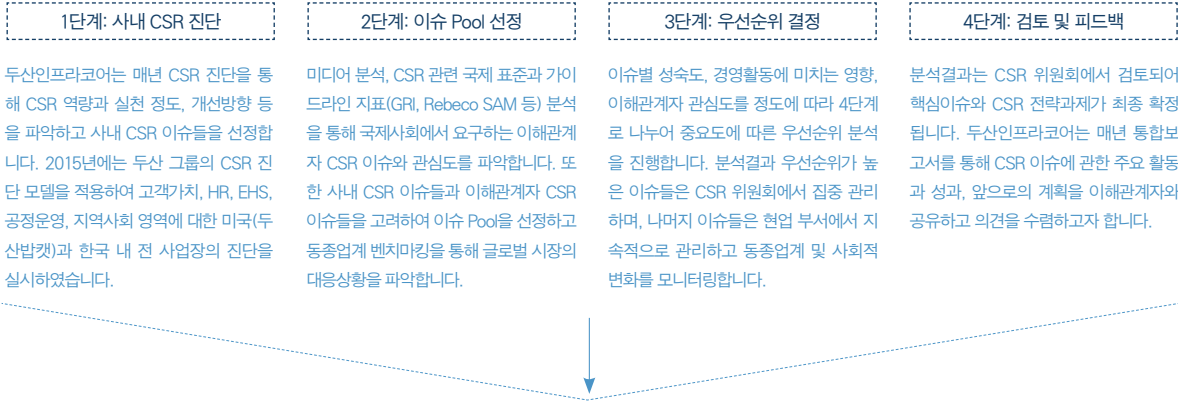 1단계: 사내 CSR 진단
두산인프라코어는 매년 CSR 진단을 통
해 CSR 역량과 실천 정도, 개선방향 등
을 파악하고 사내 CSR 이슈들을 선정합
니다. 2015년에는 두산 그룹의 CSR 진
단 모델을 적용하여 고객가치, HR, EHS,
공정운영, 지역사회 영역에 대한 미국(두
산밥캣)과 한국 내 전 사업장의 진단을
실시하였습니다.
2단계: 이슈 Pool 선정
미디어 분석, CSR 관련 국제 표준과 가이
드라인 지표(GRI, Rebeco SAM 등) 분석
을 통해 국제사회에서 요구하는 이해관계
자 CSR 이슈와 관심도를 파악합니다. 또
한 사내 CSR 이슈들과 이해관계자 CSR
이슈들을 고려하여 이슈 Pool을 선정하고
동종업계 벤치마킹을 통해 글로벌 시장의
대응상황을 파악합니다.
3단계: 우선순위 결정
이슈별 성숙도, 경영활동에 미치는 영향,
이해관계자 관심도를 정도에 따라 4단계
로 나누어 중요도에 따른 우선순위 분석
을 진행합니다. 분석결과 우선순위가 높
은 이슈들은 CSR 위원회에서 집중 관리
하며, 나머지 이슈들은 현업 부서에서 지
속적으로 관리하고 동종업계 및 사회적
변화를 모니터링합니다.
4단계: 검토 및 피드백
분석결과는 CSR 위원회에서 검토되어
핵심이슈와 CSR 전략과제가 최종 확정
됩니다. 두산인프라코어는 매년 통합보
고서를 통해 CSR 이슈에 관한 주요 활동
과 성과, 앞으로의 계획을 이해관계자와
공유하고 의견을 수렴하고자 합니다.